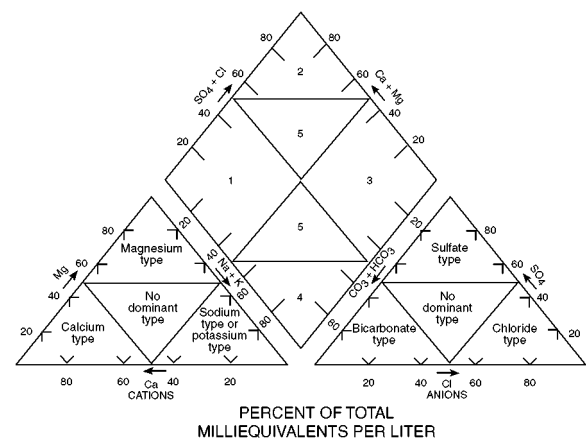 80
80
2
60
60
SO4 + Cl
Ca + Mg
40
40
20
20
5
1
3
5
4
80
20
20
80
Magnesium
type
Sulfate
type
Mg
60
40
Na + K
60
CO3 + HCO3
60
SO4
40
40
No
dominant
type
No
dominant
type
20
Calcium
type
Sodium
type or
potassium
type
80
80
Bicarbonate
type
Chloride
type
20
80
60
Ca
40
20
20
40
Cl
60
80
CATIONS
ANIONS
PERCENT OF TOTAL
MILLIEQUIVALENTS PER LITER